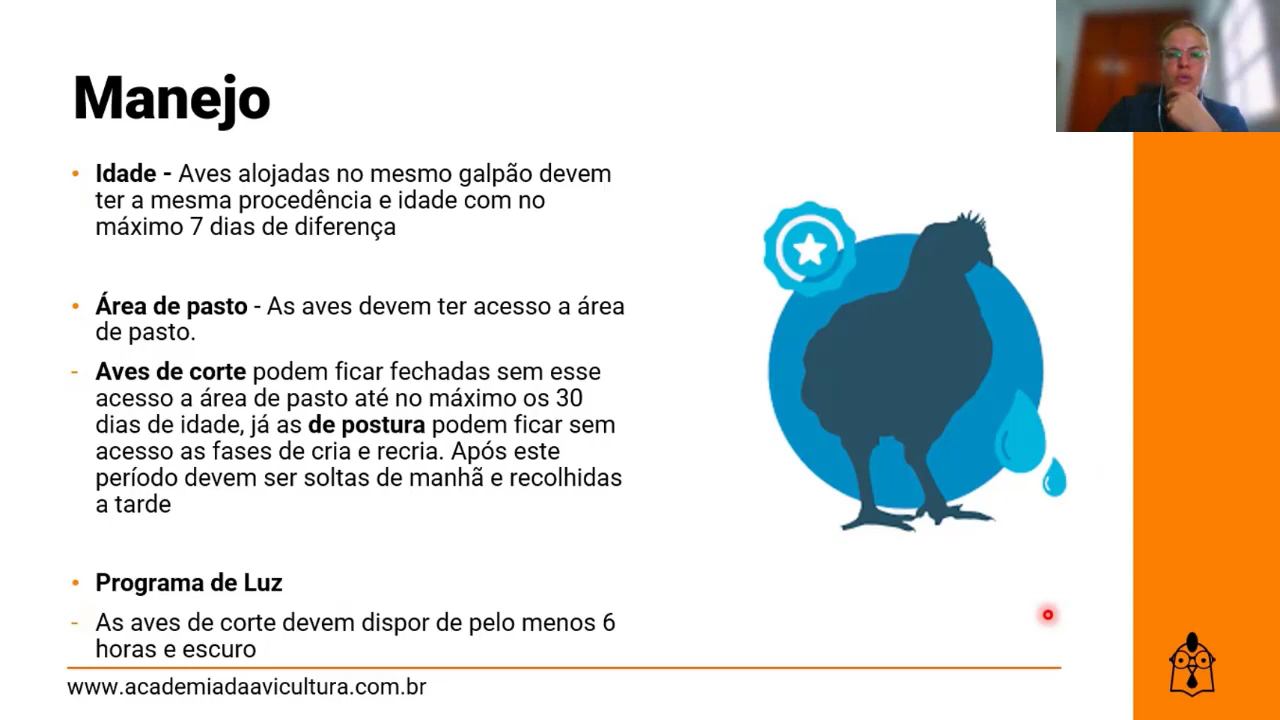 Manejo
• Idade - Aves alojadas no mesmo galpão devem
ter a mesma procedência e idade com no
máximo 7 dias de diferença
• Área de pasto - As aves devem ter acesso a área
de pasto.
- Aves de corte podem ficar fechadas sem esse
acesso a área de pasto até no máximo os 30
dias de idade, já as de postura podem ficar sem
acesso as fases de cria e recria. Após este
período devem ser soltas de manhã e recolhidas
a tarde
• Programa de Luz
- As aves de corte devem dispor de pelo menos 6
horas e escuro
www.academiadaavicultura.com.br